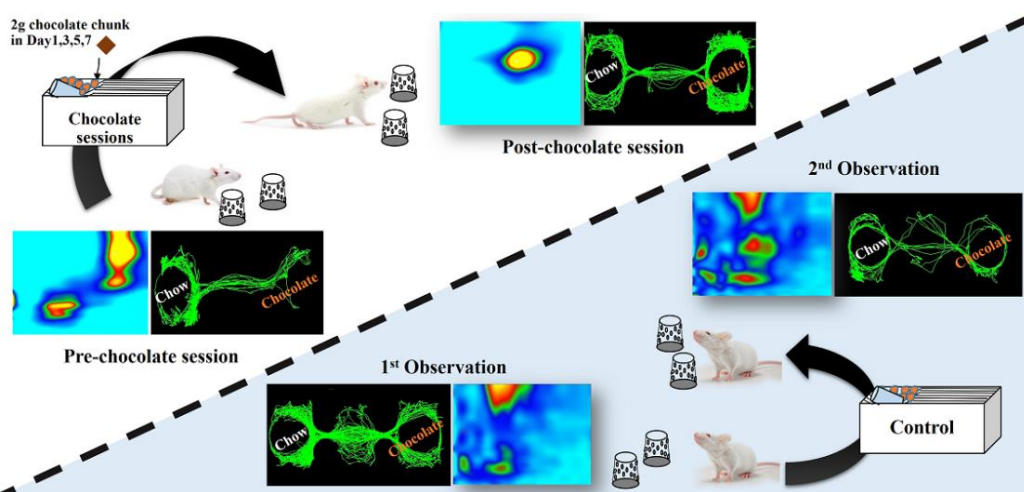 2g chocolate chunk
in Day1,3,5,7
Chocolate
sessions
Chow
Chocolate
Post-chocolate session
2nd Observation
Chow
Chocolate
Chow
Chocolate
Pre-chocolate session
1st Observation
Chow
Chocolate
Control